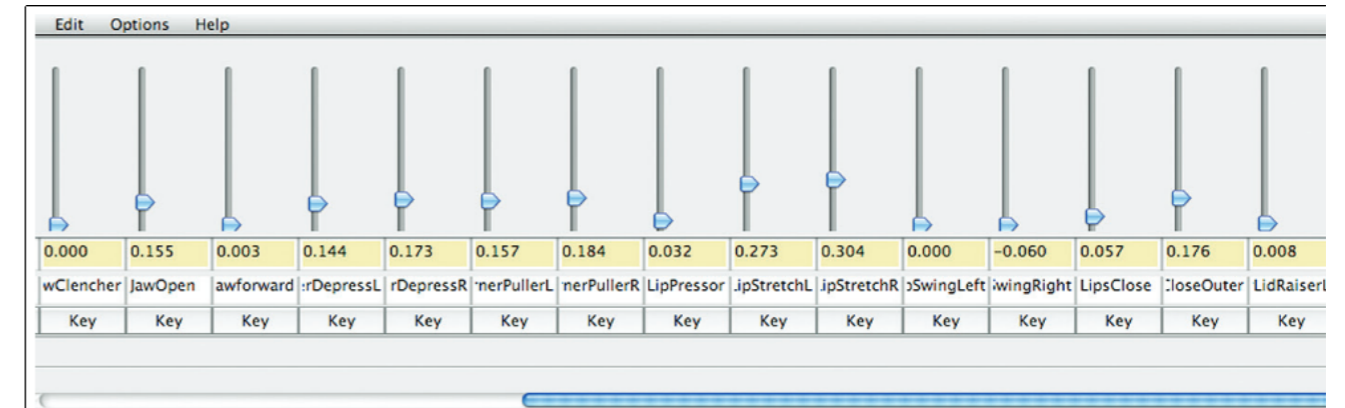 Edit Options Help
0.000 0.155 0.003 0.144 0.173 0.157 0.184 0.032 0.273 0.304 0.000 -0.060 0.057 0.176 0.008
wClencher JawOpen awforward rDepressL rDepressR nerPullerL nerPullerR LipPressor ipStretchL ipStretchR SwingLeft wingRight LipsClose loseOuter LidRaiserL
Key Key Key Key Key Key Key Key Key Key Key Key Key Key Key